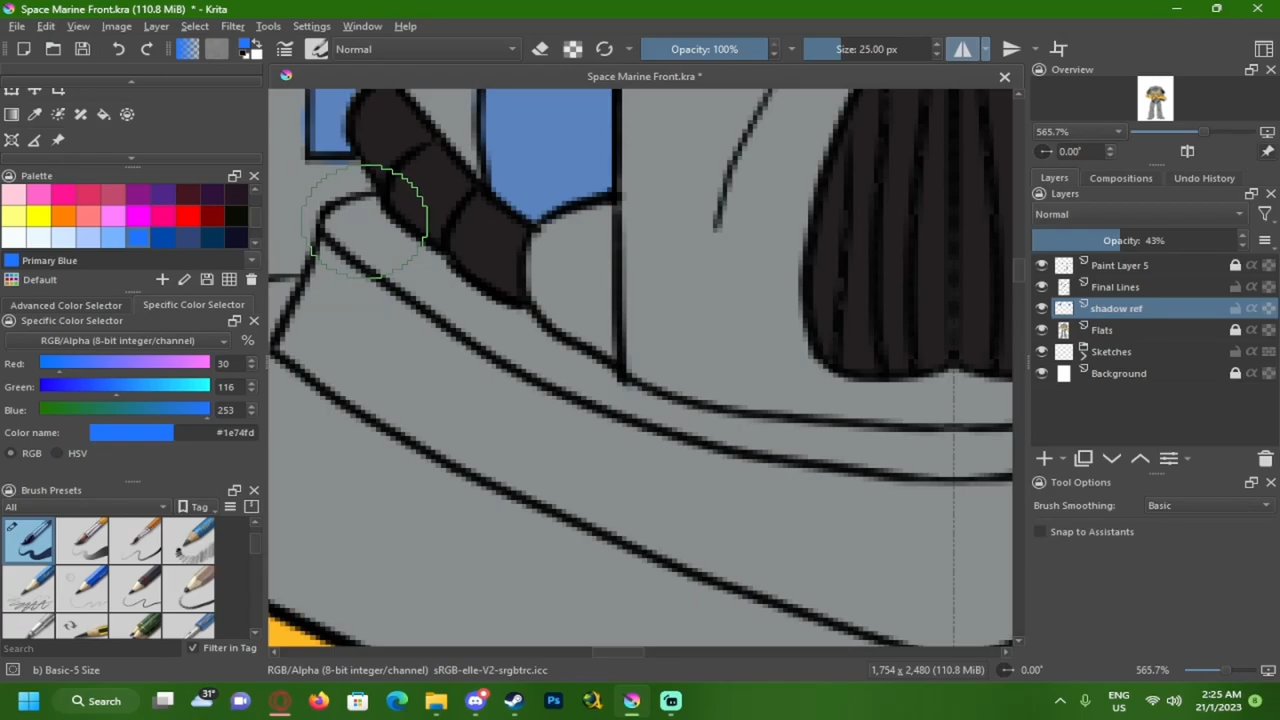 Space Marine Front.kra (110.8 MiB) * - Krita
File Edit View Image Layer Select Filter Tools Settings Window Help
Normal Opacity: 100% Size: 25.00 px
Space Marine Front.kra *
Overview
565.7%
0.00°
Palette
Primary Blue
Default
Advanced Color Selector Specific Color Selector
Specific Color Selector
RGB/Alpha (8-bit integer/channel) %
Red: 30
Green: 116
Blue: 253
Color name: #1e74fd
RGB HSV
Brush Presets
All Tag
Search Filter in Tag
Layers Compositions Undo History
Layers
Normal
Opacity: 43%
Paint Layer 5
Final Lines
shadow ref
Flats
Sketches
Background
Tool Options
Brush Smoothing: Basic
Snap to Assistants
b) Basic-5 Size RGB/Alpha (8-bit integer/channel) sRGB-elle-V2-srgbtrc.icc 1,754 x 2,480 (110.8 MiB) 0.00° 565.7%
Search 31° Ps ENG
US 2:25 AM
21/1/2023 8